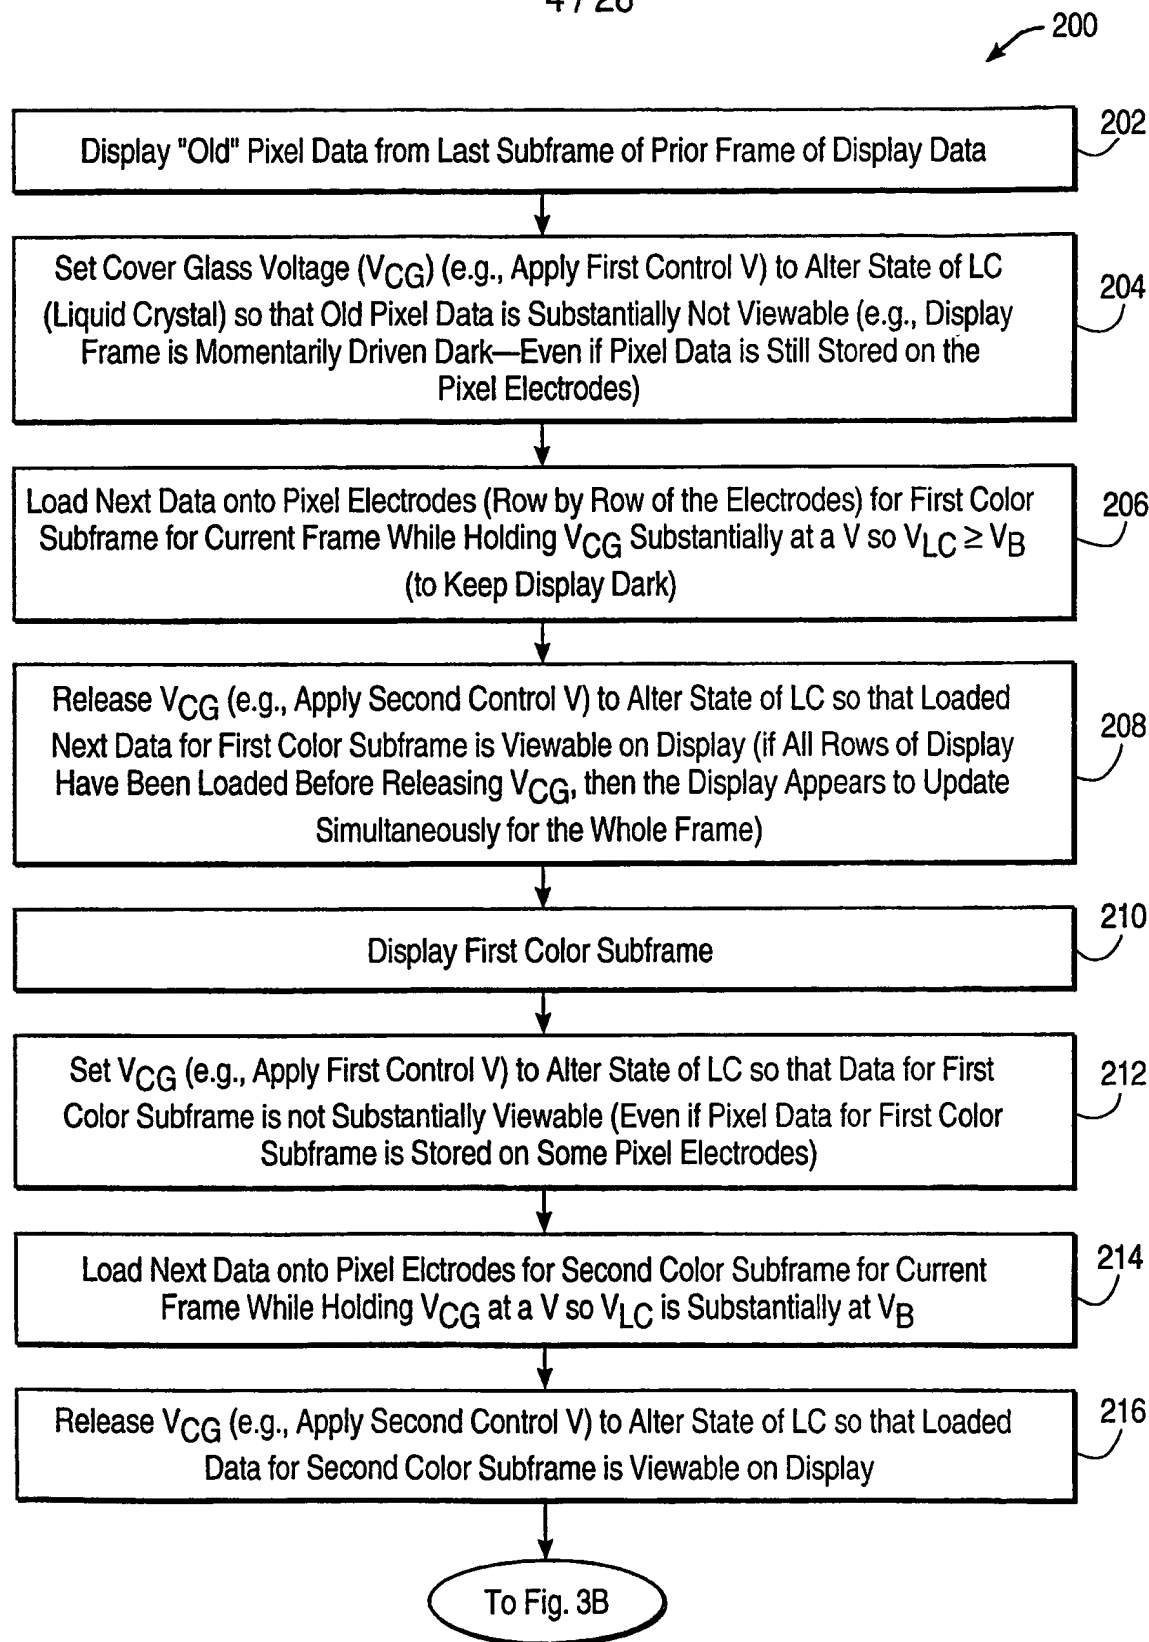 4 / 26
200
202
Display "Old" Pixel Data from Last Subframe of Prior Frame of Display Data
204
Set Cover Glass Voltage (VCG) (e.g., Apply First Control V) to Alter State of LC
(Liquid Crystal) so that Old Pixel Data is Substantially Not Viewable (e.g., Display
Frame is Momentarily Driven Dark—Even if Pixel Data is Still Stored on the
Pixel Electrodes)
206
Load Next Data onto Pixel Electrodes (Row by Row of the Electrodes) for First Color
Subframe for Current Frame While Holding VCG Substantially at a V so VLC ≥ VB
(to Keep Display Dark)
208
Release VCG (e.g., Apply Second Control V) to Alter State of LC so that Loaded
Next Data for First Color Subframe is Viewable on Display (if All Rows of Display
Have Been Loaded Before Releasing VCG, then the Display Appears to Update
Simultaneously for the Whole Frame)
210
Display First Color Subframe
212
Set VCG (e.g., Apply First Control V) to Alter State of LC so that Data for First
Color Subframe is not Substantially Viewable (Even if Pixel Data for First Color
Subframe is Stored on Some Pixel Electrodes)
214
Load Next Data onto Pixel Elctrodes for Second Color Subframe for Current
Frame While Holding VCG at a V so VLC is Substantially at VB
216
Release VCG (e.g., Apply Second Control V) to Alter State of LC so that Loaded
Data for Second Color Subframe is Viewable on Display
To Fig. 3B